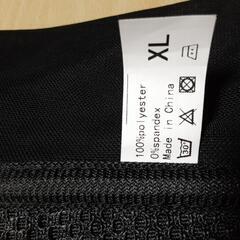 XL
100%polyester
0%spandex
Made in China
30°